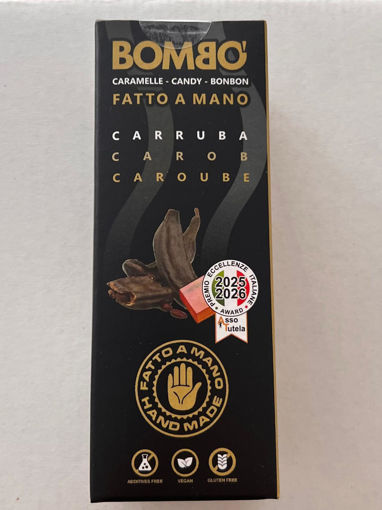 BOMBO'
CARAMELLE - CANDY - BONBON
FATTO A MANO
CARRUBA
CAROB
CAROUBE
PREMIO ECCELLENZE ITALIANE
2025
2026
AWARD
Asso
Tutela
FATTO A MANO
HAND MADE
ADDITIVES FREE
VEGAN
GLUTEN FREE